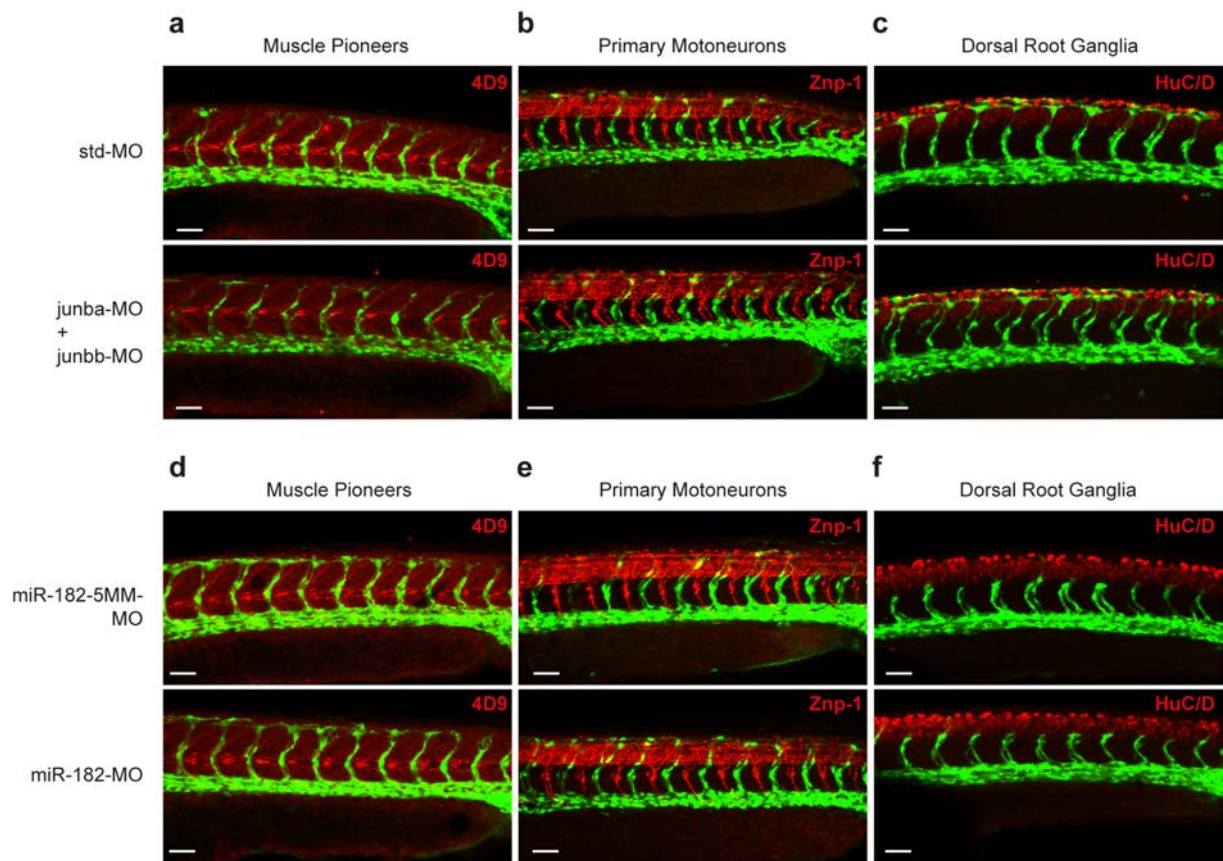 a
Muscle Pioneers
b
Primary Motoneurons
c
Dorsal Root Ganglia
std-MO
4D9
Znp-1
HuC/D
junba-MO
+
junbb-MO
4D9
Znp-1
HuC/D
d
Muscle Pioneers
e
Primary Motoneurons
f
Dorsal Root Ganglia
miR-182-5MM-
MO
4D9
Znp-1
HuC/D
miR-182-MO
4D9
Znp-1
HuC/D